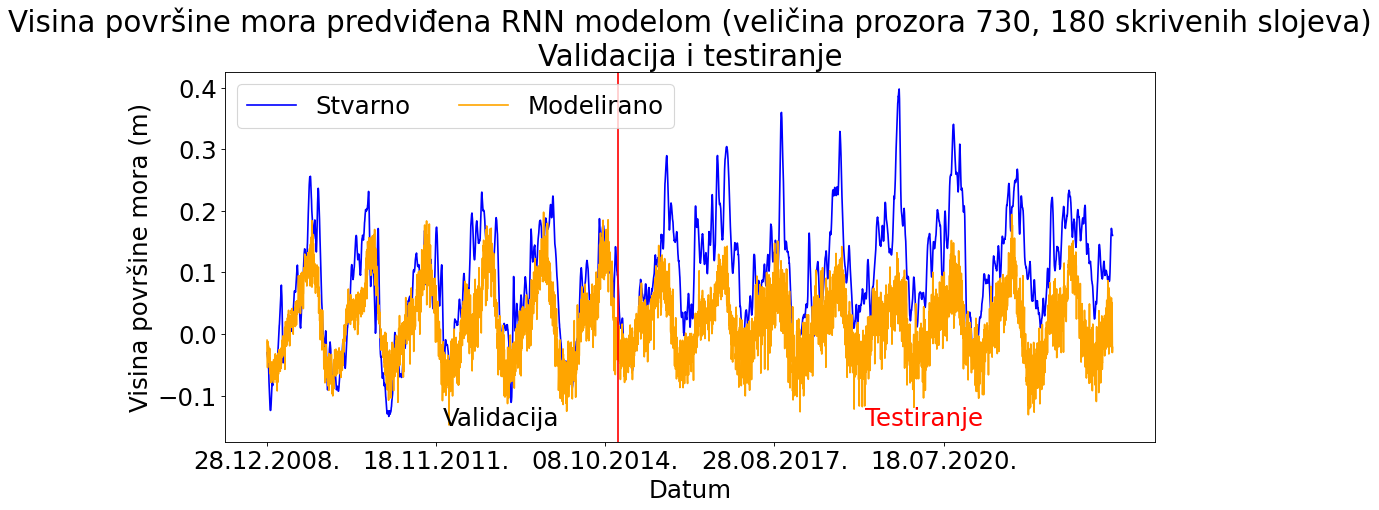 Visina površine mora predviđena RNN modelom (veličina prozora 730, 180 skrivenih slojeva)
Validacija i testiranje
Stvarno Modelirano
Visina površine mora (m)
0.4
0.3
0.2
0.1
0.0
−0.1
Validacija Testiranje
28.12.2008. 18.11.2011. 08.10.2014. 28.08.2017. 18.07.2020.
Datum